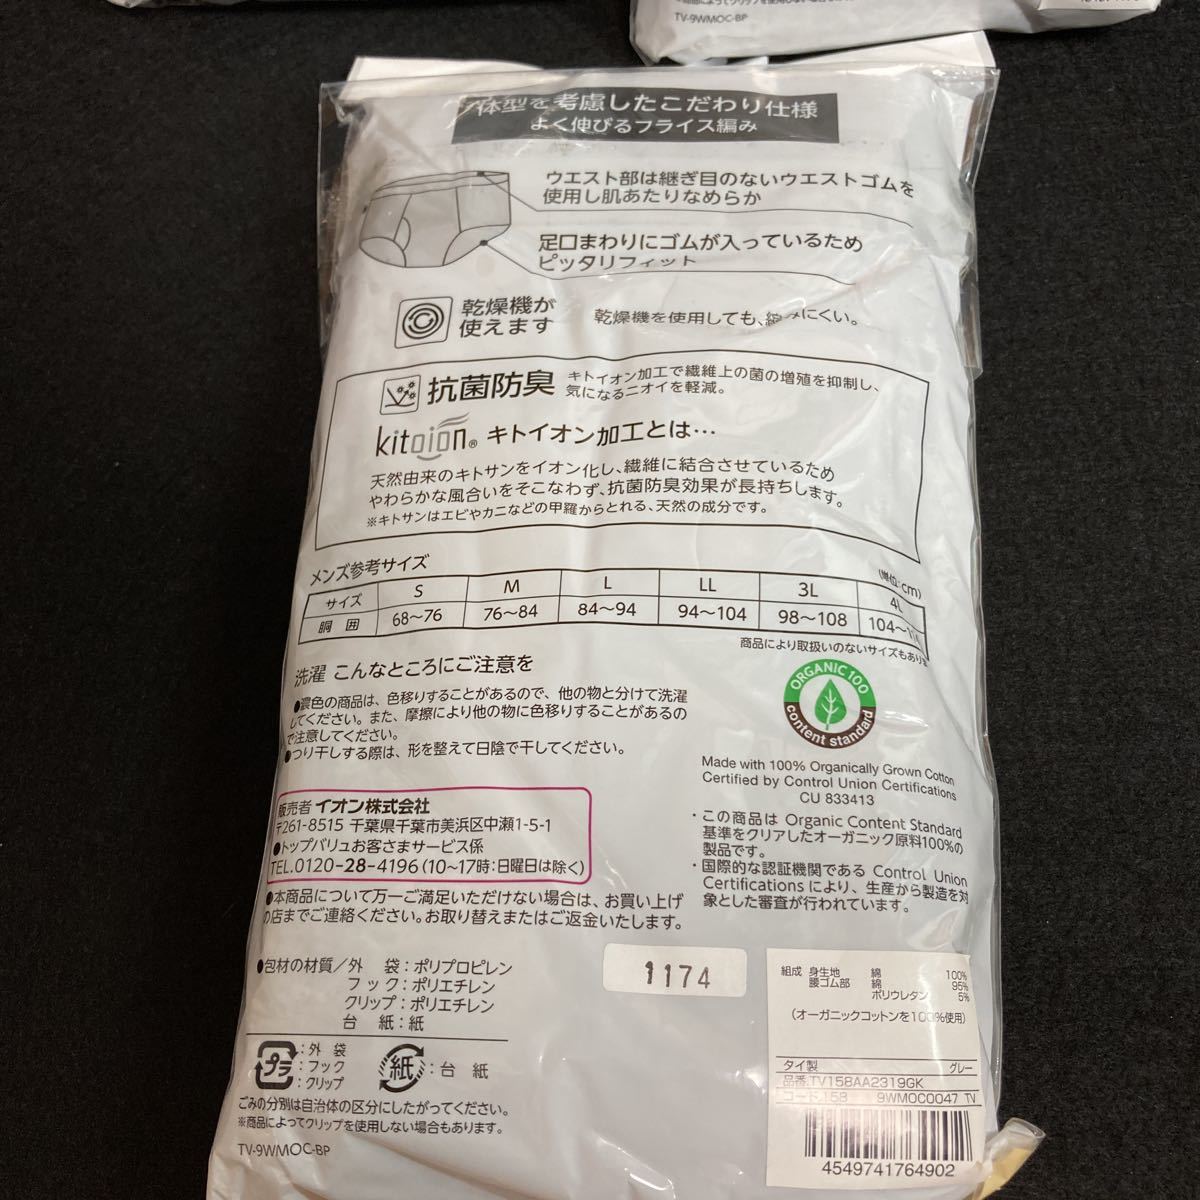 TV-9WMOC-BP
体型を考慮したこだわり仕様
よく伸びるフライス編み
ウエスト部は継ぎ目のないウエストゴムを
使用し肌あたりなめらか
足口まわりにゴムが入っているため
ピッタリフィット
乾燥機が
使えます
乾燥機を使用しても、縮みにくい。
抗菌防臭
キトイオン加工で繊維上の菌の増殖を抑制し、
気になるニオイを軽減。
kitoion® キトイオン加工とは…
天然由来のキトサンをイオン化し、繊維に結合させているため
やわらかな風合いをそこなわず、抗菌防臭効果が長持ちします。
※キトサンはエビやカニなどの甲羅からとれる、天然の成分です。
メンズ参考サイズ
(単位:cm)
サイズ S M L LL 3L 4L
胴囲 68〜76 76〜84 84〜94 94〜104 98〜108 104〜
商品により取扱いのないサイズもあり
洗濯 こんなところにご注意を
●濃色の商品は、色移りすることがあるので、他の物と分けて洗濯
してください。また、摩擦により他の物に色移りすることがあるの
で注意してください。
●つり干しする際は、形を整えて日陰で干してください。
ORGANIC 100
content standard
Made with 100% Organically Grown Cotton
Certified by Control Union Certifications
CU 833413
・この商品は Organic Content Standard
基準をクリアしたオーガニック原料100%の
製品です。
・国際的な認証機関である Control Union
Certifications により、生産から製造を対
象とした審査が行われています。
販売者 イオン株式会社
〒261-8515 千葉県千葉市美浜区中瀬1-5-1
●トップバリュお客さまサービス係
TEL.0120-28-4196(10〜17時:日曜日は除く)
●本商品について万一ご満足いただけない場合は、お買い上げ
の店までご連絡ください。お取り替えまたはご返金いたします。
●包材の材質/外 袋:ポリプロピレン
フック:ポリエチレン
クリップ:ポリエチレン
台 紙:紙
プラ
:外 袋
:フック
:クリップ
紙
:台 紙
ごみの分別は自治体の区分にしたがってください。
※商品によってクリップを使用しない場合もあります。
TV-9WMOC-BP
1174
組成 身生地 綿 100%
腰ゴム部 綿 95%
ポリウレタン 5%
(オーガニックコットンを100%使用)
タイ製 グレー
品番:TV158AA2319GK
コード 158 9WMOC0047 TV
4549741764902